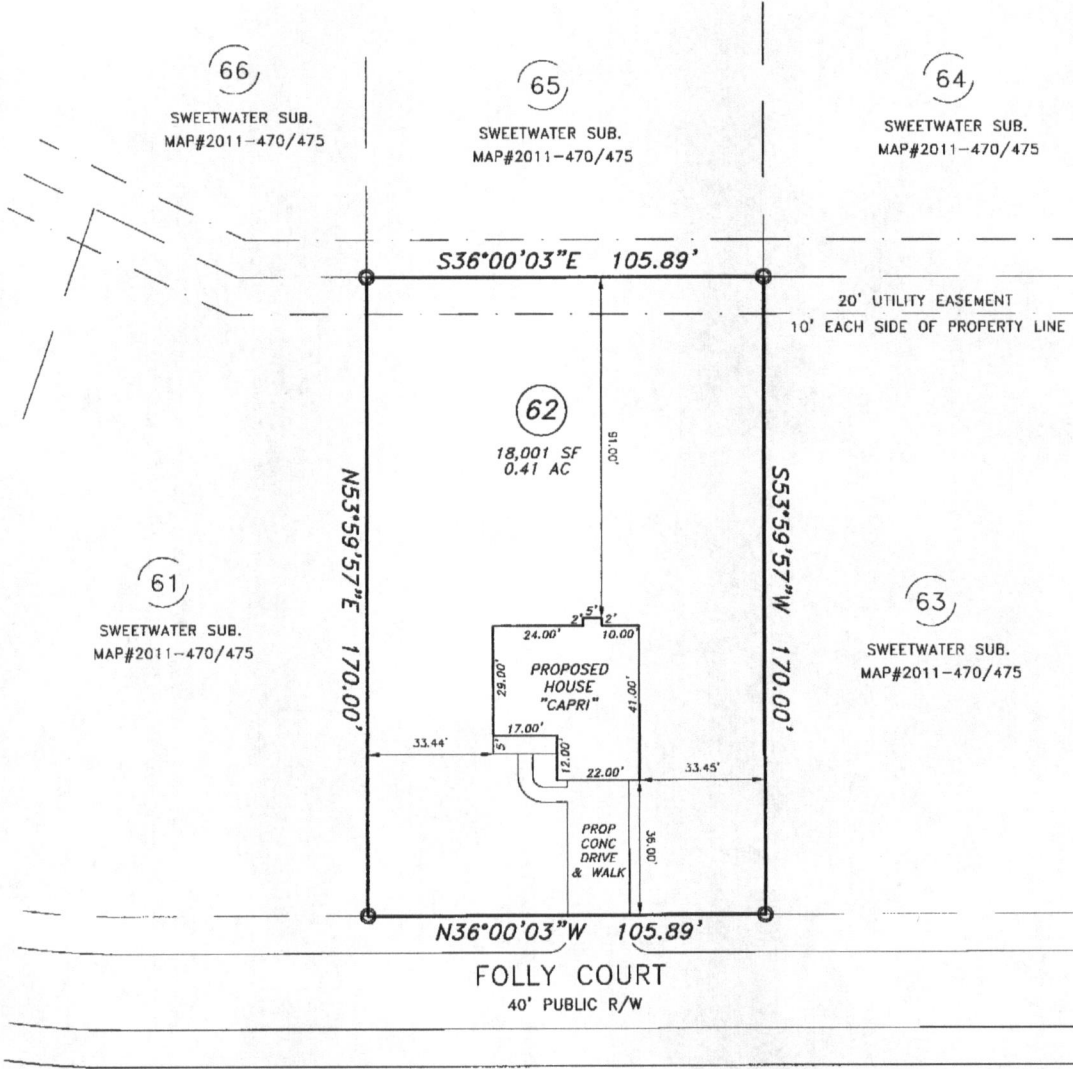 66
SWEETWATER SUB.
MAP#2011-470/475
65
SWEETWATER SUB.
MAP#2011-470/475
64
SWEETWATER SUB.
MAP#2011-470/475
S36°00'03"E 105.89'
20' UTILITY EASEMENT
10' EACH SIDE OF PROPERTY LINE
62
18,001 SF
0.41 AC
91.00'
N53°59'57"E 170.00'
S53°59'57"W 170.00'
61
SWEETWATER SUB.
MAP#2011-470/475
63
SWEETWATER SUB.
MAP#2011-470/475
2' 5' 2'
24.00' 10.00'
PROPOSED
HOUSE
"CAPRI"
29.00'
41.00'
17.00'
5'
12.00'
33.44'
22.00'
33.45'
PROP
CONC
DRIVE
& WALK
36.00'
N36°00'03"W 105.89'
FOLLY COURT
40' PUBLIC R/W